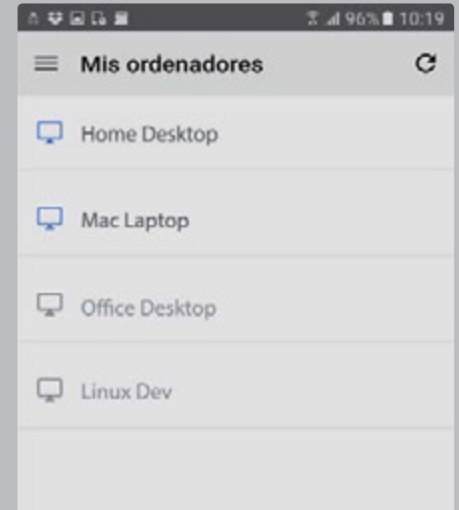 96% 10:19
Mis ordenadores
Home Desktop
Mac Laptop
Office Desktop
Linux Dev